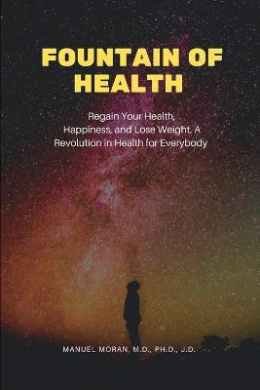 FOUNTAIN OF
HEALTH
Regain Your Health,
Happiness, and Lose Weight. A
Revolution in Health for Everybody
MANUEL MORAN, M.D., PH.D., J.D.